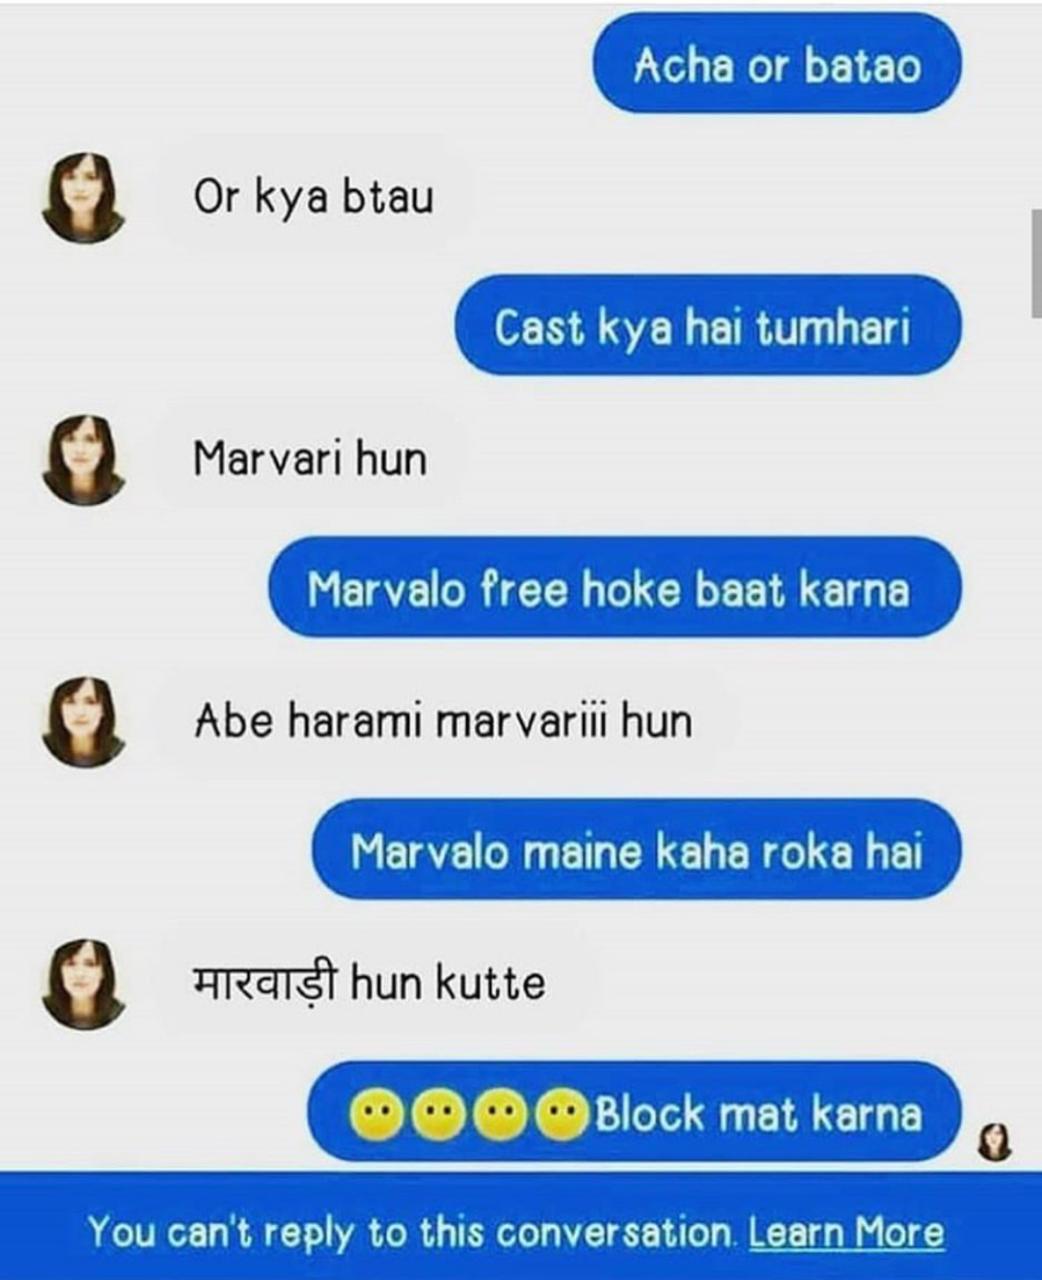 Acha or batao
Or kya btau
Cast kya hai tumhari
Marvari hun
Marvalo free hoke baat karna
Abe harami marvariii hun
Marvalo maine kaha roka hai
मारवाड़ी hun kutte
😶😶😶😶Block mat karna
You can't reply to this conversation. Learn More